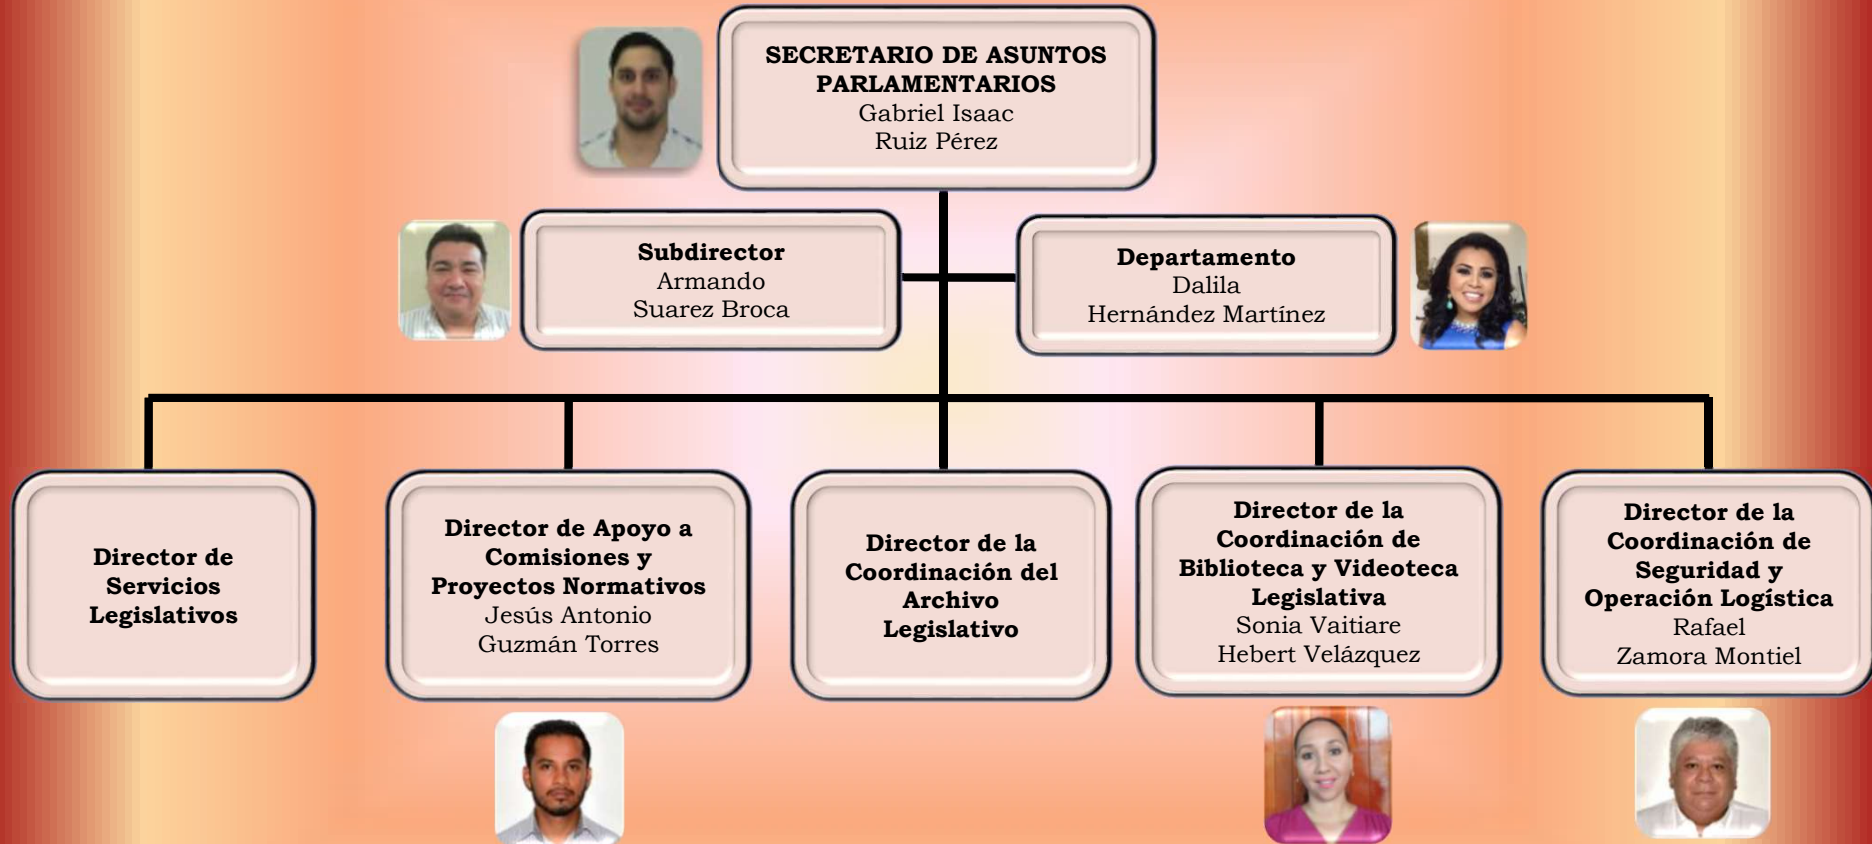 SECRETARIO DE ASUNTOS
PARLAMENTARIOS
Gabriel Isaac
Ruiz Pérez
Subdirector
Armando
Suarez Broca
Departamento
Dalila
Hernández Martínez
Director de
Servicios
Legislativos
Director de Apoyo a
Comisiones y
Proyectos Normativos
Jesús Antonio
Guzmán Torres
Director de la
Coordinación del
Archivo
Legislativo
Director de la
Coordinación de
Biblioteca y Videoteca
Legislativa
Sonia Vaitiare
Hebert Velázquez
Director de la
Coordinación de
Seguridad y
Operación Logística
Rafael
Zamora Montiel